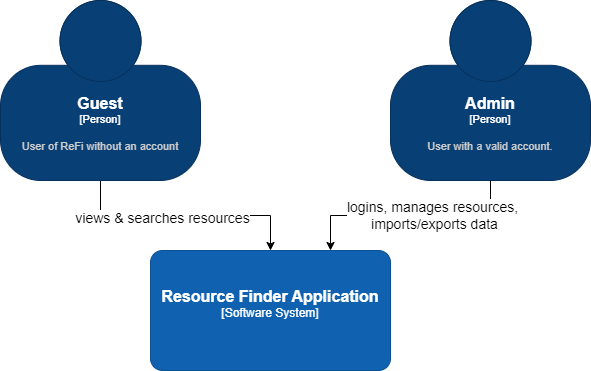 Guest
[Person]
User of ReFi without an account
Admin
[Person]
User with a valid account.
views & searches resources
logins, manages resources,
imports/exports data
Resource Finder Application
[Software System]